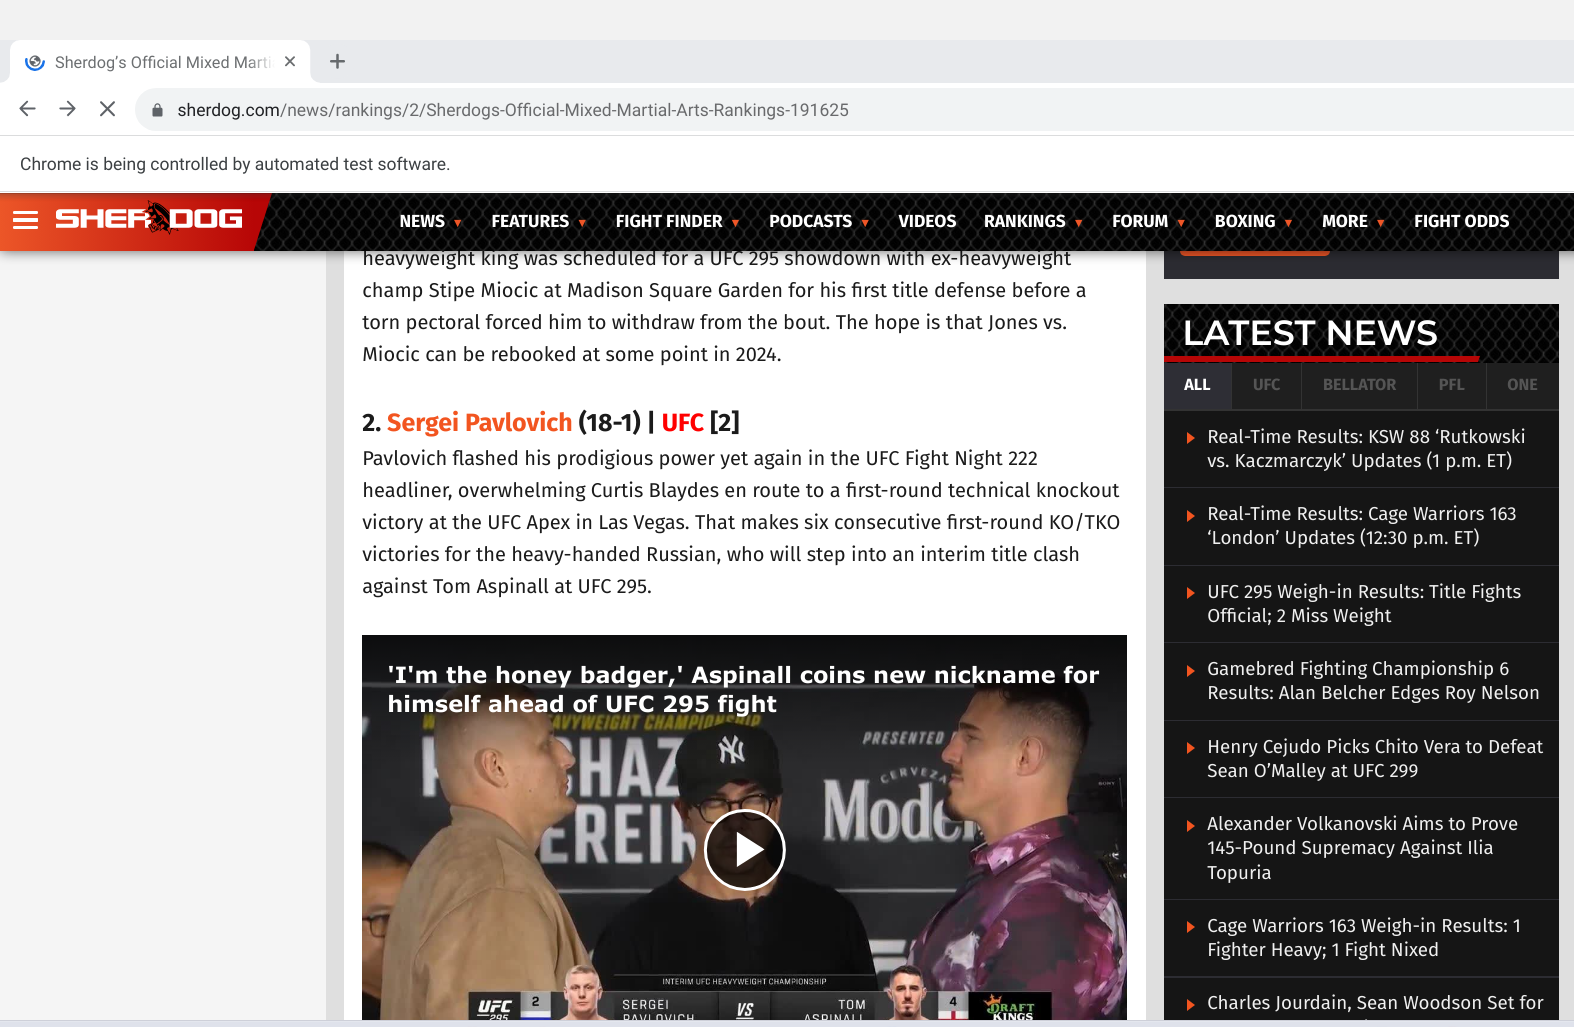 Sherdog's Official Mixed Marti
sherdog.com/news/rankings/2/Sherdogs-Official-Mixed-Martial-Arts-Rankings-191625
Chrome is being controlled by automated test software.
SHERDOG
NEWS FEATURES FIGHT FINDER PODCASTS VIDEOS RANKINGS FORUM BOXING MORE FIGHT ODDS
heavyweight king was scheduled for a UFC 295 showdown with ex-heavyweight
champ Stipe Miocic at Madison Square Garden for his first title defense before a
torn pectoral forced him to withdraw from the bout. The hope is that Jones vs.
Miocic can be rebooked at some point in 2024.
2. Sergei Pavlovich (18-1) | UFC [2]
Pavlovich flashed his prodigious power yet again in the UFC Fight Night 222
headliner, overwhelming Curtis Blaydes en route to a first-round technical knockout
victory at the UFC Apex in Las Vegas. That makes six consecutive first-round KO/TKO
victories for the heavy-handed Russian, who will step into an interim title clash
against Tom Aspinall at UFC 295.
'I'm the honey badger,' Aspinall coins new nickname for
himself ahead of UFC 295 fight
HEAVYWEIGHT CHAMPIONSHIP
PRESENTED
CERVEZA
Model
SONY
INTERIM UFC HEAVYWEIGHT CHAMPIONSHIP
UFC 295
2
SERGEI
PAVLOVICH
VS
TOM
ASPINALL
4
DRAFT
KINGS
LATEST NEWS
ALL UFC BELLATOR PFL ONE
Real-Time Results: KSW 88 ‘Rutkowski
vs. Kaczmarczyk’ Updates (1 p.m. ET)
Real-Time Results: Cage Warriors 163
‘London’ Updates (12:30 p.m. ET)
UFC 295 Weigh-in Results: Title Fights
Official; 2 Miss Weight
Gamebred Fighting Championship 6
Results: Alan Belcher Edges Roy Nelson
Henry Cejudo Picks Chito Vera to Defeat
Sean O’Malley at UFC 299
Alexander Volkanovski Aims to Prove
145-Pound Supremacy Against Ilia
Topuria
Cage Warriors 163 Weigh-in Results: 1
Fighter Heavy; 1 Fight Nixed
Charles Jourdain, Sean Woodson Set for